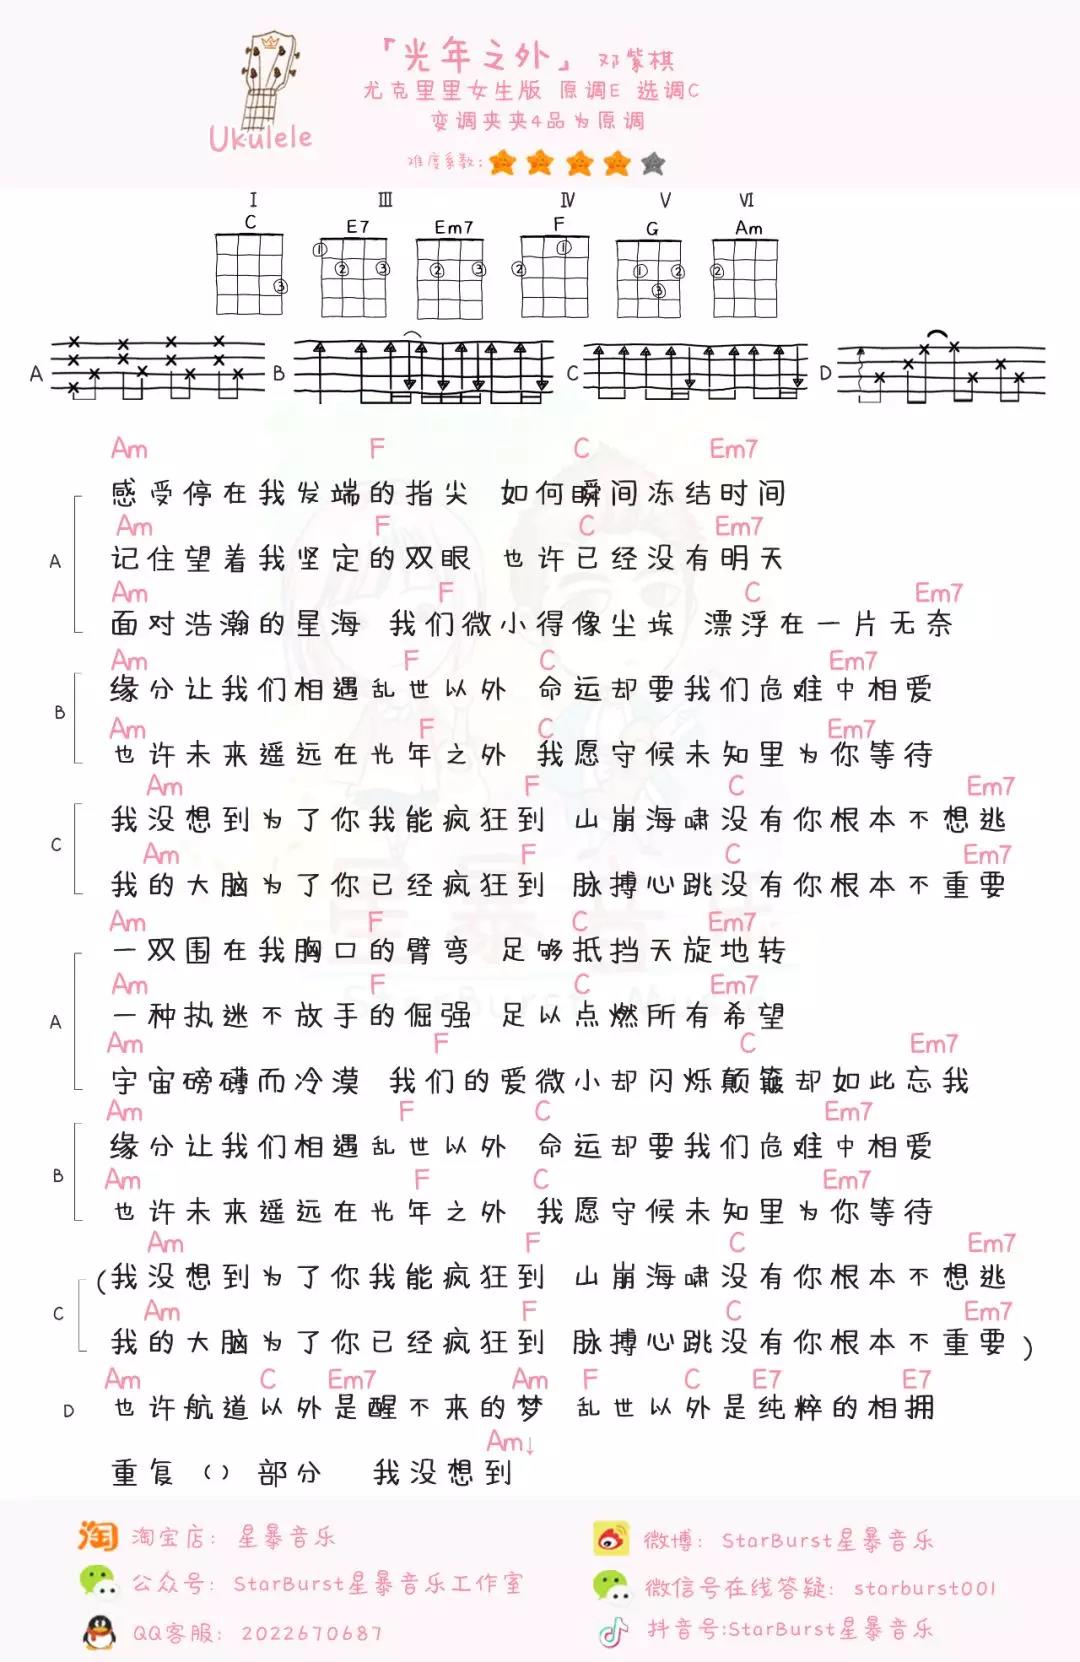 「光年之外」 邓紫棋
尤克里里女生版 原调E 选调C
变调夹夹4品为原调
Ukulele
难度系数:
I III IV V VI
C E7 Em7 F G Am
A B C D
Am F C Em7
感受停在我发端的指尖 如何瞬间冻结时间
Am F C Em7
A 记住望着我坚定的双眼 也许已经没有明天
Am F C Em7
面对浩瀚的星海 我们微小得像尘埃 漂浮在一片无奈
Am F C Em7
缘分让我们相遇乱世以外 命运却要我们危难中相爱
B
Am F C Em7
也许未来遥远在光年之外 我愿守候未知里为你等待
Am F C Em7
我没想到为了你我能疯狂到 山崩海啸没有你根本不想逃
C
Am F C Em7
我的大脑为了你已经疯狂到 脉搏心跳没有你根本不重要
Am F C Em7
一双围在我胸口的臂弯 足够抵挡天旋地转
Am F C Em7
A 一种执迷不放手的倔强 足以点燃所有希望
Am F C Em7
宇宙磅礴而冷漠 我们的爱微小却闪烁颠簸却如此忘我
Am F C Em7
缘分让我们相遇乱世以外 命运却要我们危难中相爱
B
Am F C Em7
也许未来遥远在光年之外 我愿守候未知里为你等待
Am F C Em7
(我没想到为了你我能疯狂到 山崩海啸没有你根本不想逃
C
Am F C Em7
我的大脑为了你已经疯狂到 脉搏心跳没有你根本不重要)
Am C Em7 Am F C E7 E7
D 也许航道以外是醒不来的梦 乱世以外是纯粹的相拥
Am↓
重复 () 部分 我没想到
星暴音乐
StarBurst Music
淘 淘宝店: 星暴音乐
微博: StarBurst星暴音乐
公众号: StarBurst星暴音乐工作室
微信号在线答疑: starburst001
QQ客服: 2022670687
抖音号:StarBurst星暴音乐